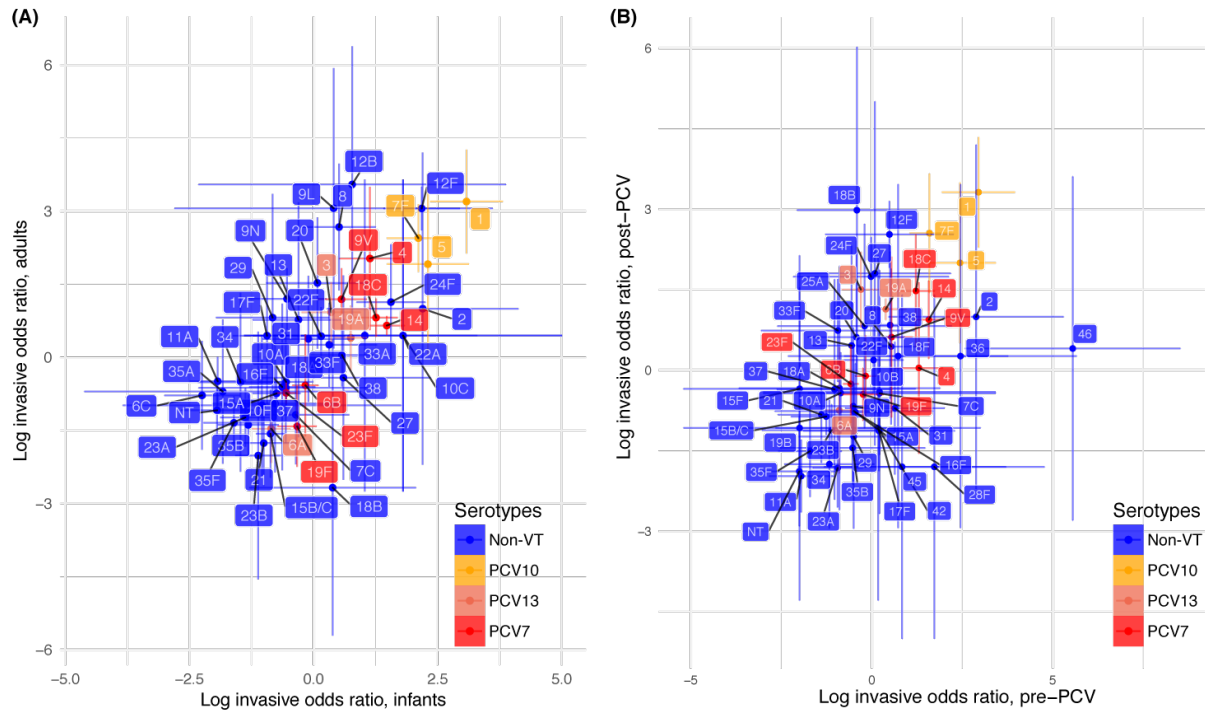 (A)
Log invasive odds ratio, adults
6
3
0
−3
−6
−5.0
−2.5
0.0
2.5
5.0
Log invasive odds ratio, infants
12B
9L
8
12F
7F
1
9N
20
9V
4
5
29
13
3
18C
24F
17F
22F
19A
14
2
11A
34
31
35A
16F
10A
33F
33A
22A
6C
15A
37
6B
38
10C
NT
27
23A
35B
6A
23F
35F
21
19F
7C
23B
15B/C
18B
Serotypes
Non-VT
PCV10
PCV13
PCV7
(B)
Log invasive odds ratio, post-PCV
6
3
0
−3
−5
0
5
Log invasive odds ratio, pre-PCV
18B
12F
1
7F
24F
27
18C
5
3
25A
19A
14
2
33F
20
8
38
9V
46
13
22F
18F
36
23F
37
18A
6B
10B
4
15F
21
10A
9N
19F
7C
15B/C
6A
15A
31
19B
23B
29
16F
35F
34
35B
45
28F
11A
23A
17F
42
NT
Serotypes
Non-VT
PCV10
PCV13
PCV7